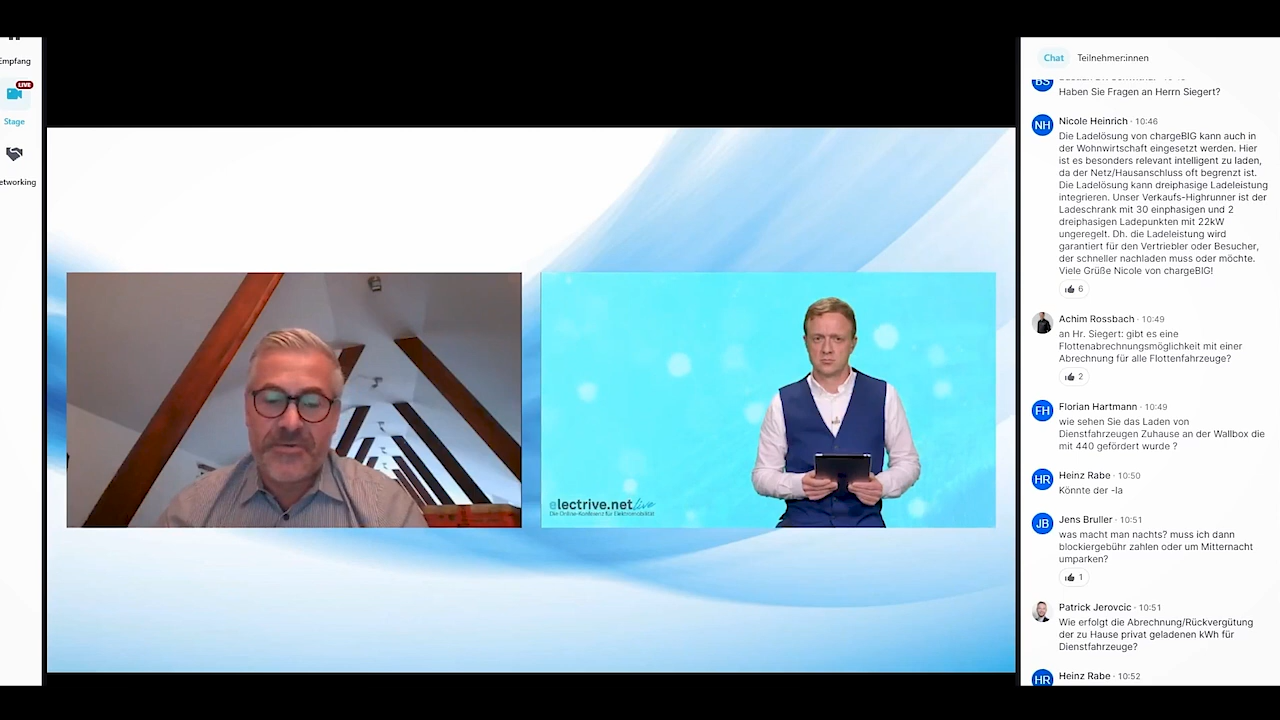 Empfang
LIVE
Stage
etworking
electrive.net live
Die Online-Konferenz für Elektromobilität
Chat
Teilnehmer:innen
BS
Haben Sie Fragen an Herrn Siegert?
NH
Nicole Heinrich · 10:46
Die Ladelösung von chargeBIG kann auch in
der Wohnwirtschaft eingesetzt werden. Hier
ist es besonders relevant intelligent zu laden,
da der Netz/Hausanschluss oft begrenzt ist.
Die Ladelösung kann dreiphasige Ladeleistung
integrieren. Unser Verkaufs-Highrunner ist der
Ladeschrank mit 30 einphasigen und 2
dreiphasigen Ladepunkten mit 22kW
ungeregelt. Dh. die Ladeleistung wird
garantiert für den Vertriebler oder Besucher,
der schneller nachladen muss oder möchte.
Viele Grüße Nicole von chargeBIG!
6
Achim Rossbach · 10:49
an Hr. Siegert: gibt es eine
Flottenabrechnungsmöglichkeit mit einer
Abrechnung für alle Flottenfahrzeuge?
2
FH
Florian Hartmann · 10:49
wie sehen Sie das Laden von
Dienstfahrzeugen Zuhause an der Wallbox die
mit 440 gefördert wurde ?
HR
Heinz Rabe · 10:50
Könnte der -la
JB
Jens Bruller · 10:51
was macht man nachts? muss ich dann
blockiergebühr zahlen oder um Mitternacht
umparken?
1
Patrick Jerovcic · 10:51
Wie erfolgt die Abrechnung/Rückvergütung
der zu Hause privat geladenen kWh für
Dienstfahrzeuge?
HR
Heinz Rabe · 10:52